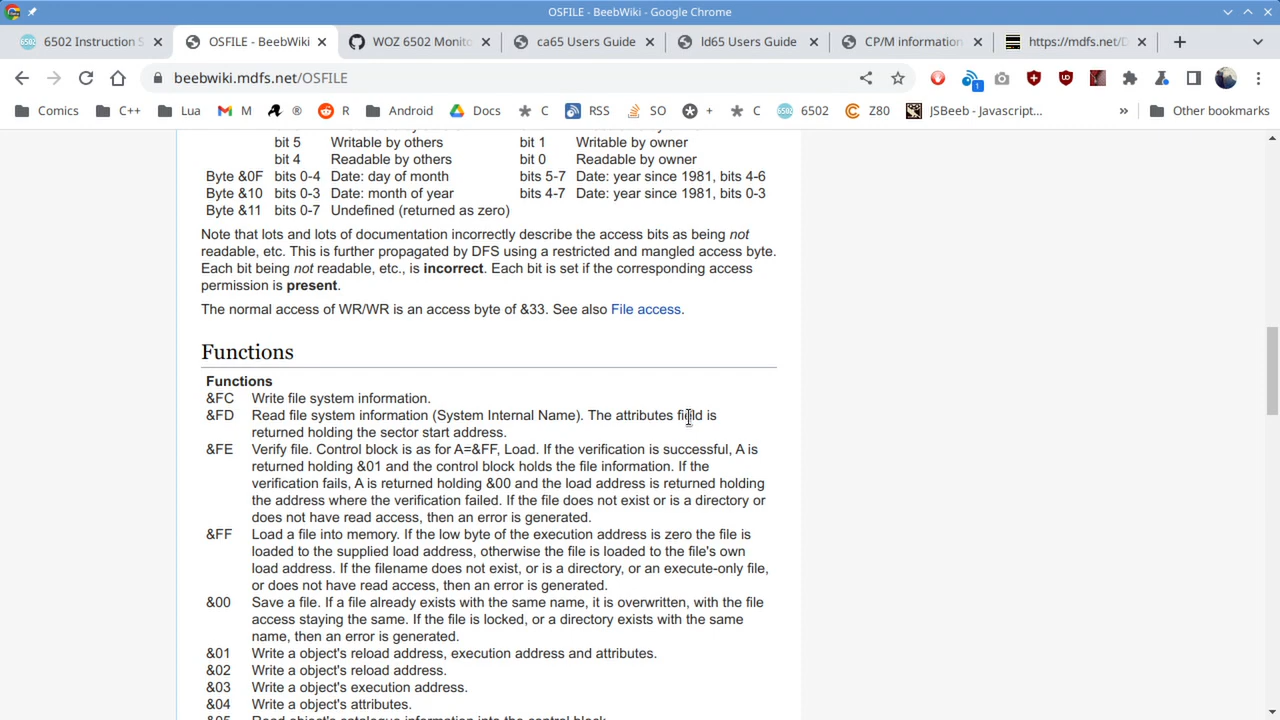 OSFILE - BeebWiki - Google Chrome
6502 Instruction S
OSFILE - BeebWiki
WOZ 6502 Monito
ca65 Users Guide
ld65 Users Guide
CP/M information
https://mdfs.net/D
beebwiki.mdfs.net/OSFILE
1
Comics
C++
Lua
M
®
R
Android
Docs
C
RSS
SO
+
C
6502
Z80
JSBeeb - Javascript...
»
Other bookmarks
bit 5 Writable by others bit 1 Writable by owner
bit 4 Readable by others bit 0 Readable by owner
Byte &0F bits 0-4 Date: day of month bits 5-7 Date: year since 1981, bits 4-6
Byte &10 bits 0-3 Date: month of year bits 4-7 Date: year since 1981, bits 0-3
Byte &11 bits 0-7 Undefined (returned as zero)
Note that lots and lots of documentation incorrectly describe the access bits as being not
readable, etc. This is further propagated by DFS using a restricted and mangled access byte.
Each bit being not readable, etc., is incorrect. Each bit is set if the corresponding access
permission is present.
The normal access of WR/WR is an access byte of &33. See also File access.
Functions
Functions
&FC Write file system information.
&FD Read file system information (System Internal Name). The attributes field is
returned holding the sector start address.
&FE Verify file. Control block is as for A=&FF, Load. If the verification is successful, A is
returned holding &01 and the control block holds the file information. If the
verification fails, A is returned holding &00 and the load address is returned holding
the address where the verification failed. If the file does not exist or is a directory or
does not have read access, then an error is generated.
&FF Load a file into memory. If the low byte of the execution address is zero the file is
loaded to the supplied load address, otherwise the file is loaded to the file's own
load address. If the filename does not exist, or is a directory, or an execute-only file,
or does not have read access, then an error is generated.
&00 Save a file. If a file already exists with the same name, it is overwritten, with the file
access staying the same. If the file is locked, or a directory exists with the same
name, then an error is generated.
&01 Write a object's reload address, execution address and attributes.
&02 Write a object's reload address.
&03 Write a object's execution address.
&04 Write a object's attributes.
&05 Read object's catalogue information into the control block